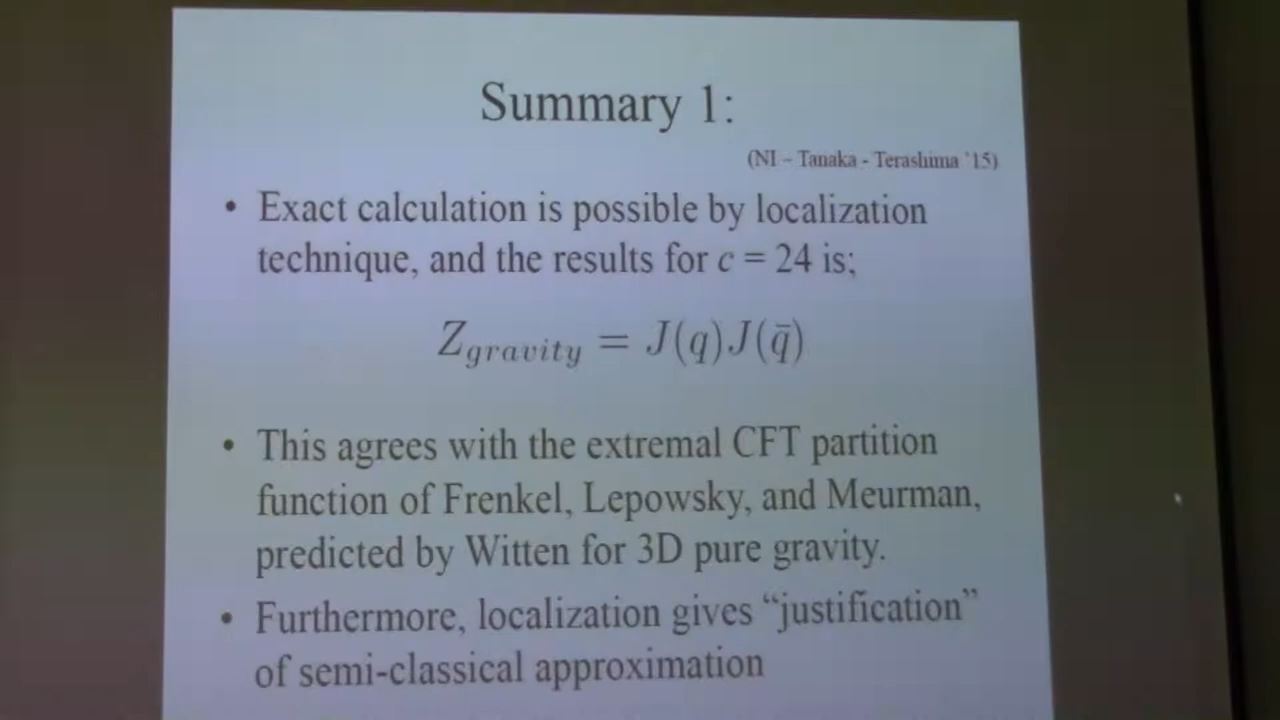 Summary 1:
(NI – Tanaka - Terashima `15)
• Exact calculation is possible by localization
technique, and the results for c = 24 is;
Z_{gravity} = J(q)J(q̄)
• This agrees with the extremal CFT partition
function of Frenkel, Lepowsky, and Meurman,
predicted by Witten for 3D pure gravity.
• Furthermore, localization gives “justification”
of semi-classical approximation